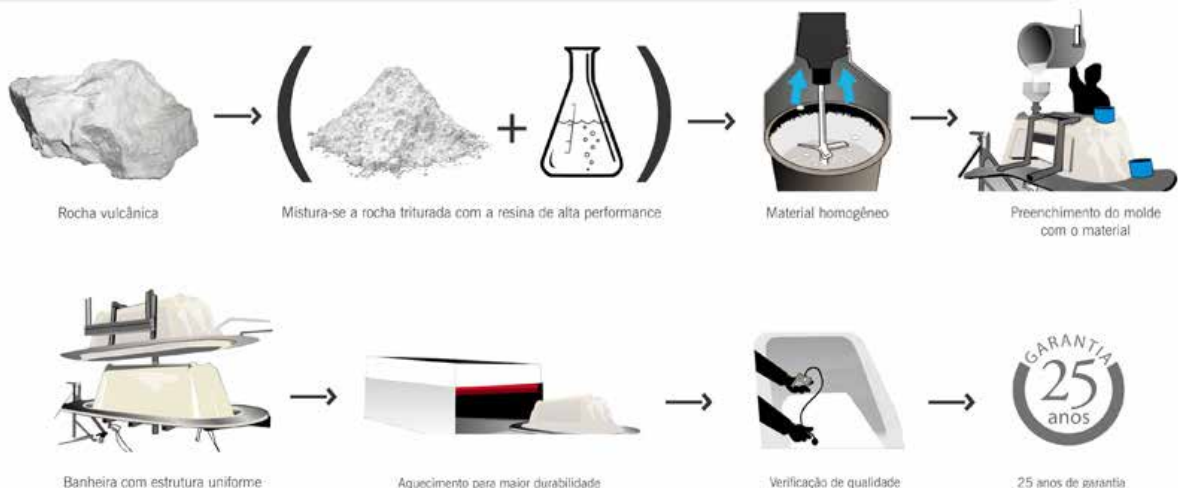 Rocha vulcânica
Mistura-se a rocha triturada com a resina de alta performance
Material homogêneo
Preenchimento do molde
com o material
Banheira com estrutura uniforme
Aquecimento para maior durabilidade
Verificação de qualidade
GARANTIA
25
anos
25 anos de garantia